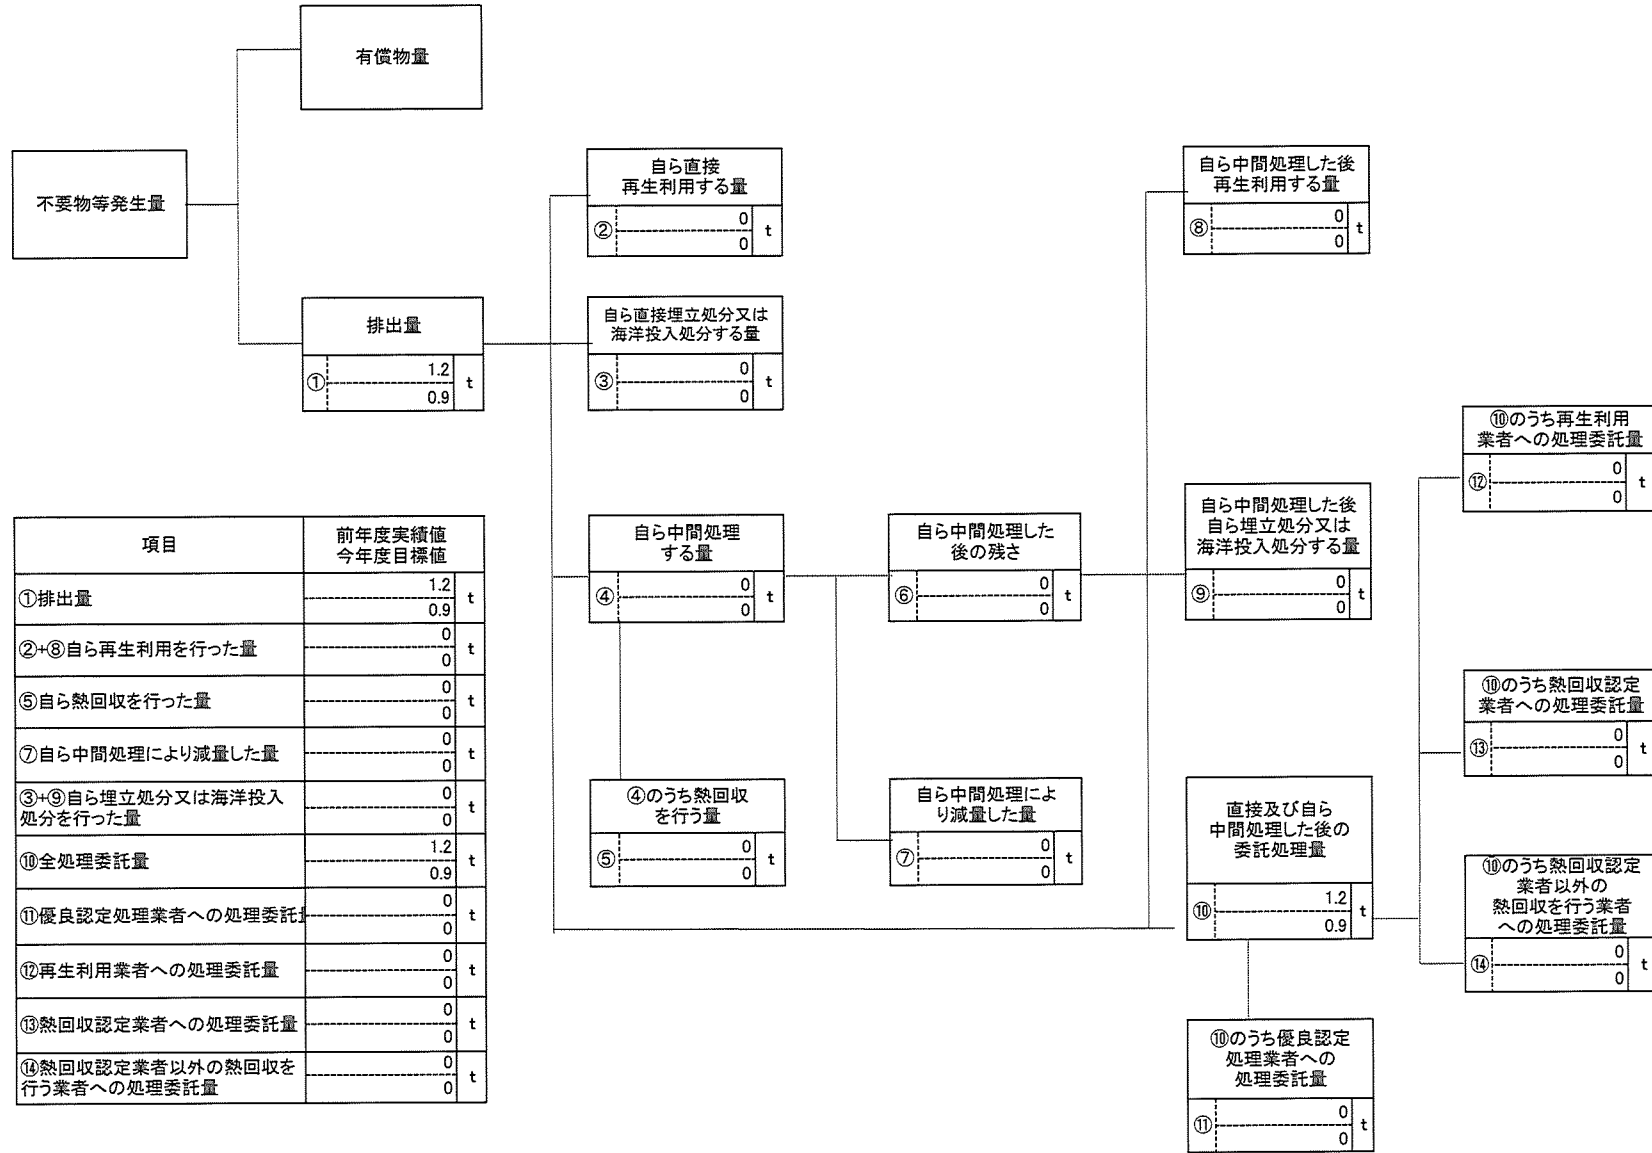 有償物量
不要物等発生量
排出量
①
1.2
0.9
t
自ら直接
再生利用する量
②
0
0
t
自ら直接埋立処分又は
海洋投入処分する量
③
0
0
t
自ら中間処理
する量
④
0
0
t
④のうち熱回収
を行う量
⑤
0
0
t
自ら中間処理した
後の残さ
⑥
0
0
t
自ら中間処理によ
り減量した量
⑦
0
0
t
自ら中間処理した後
再生利用する量
⑧
0
0
t
自ら中間処理した後
自ら埋立処分又は
海洋投入処分する量
⑨
0
0
t
直接及び自ら
中間処理した後の
委託処理量
⑩
1.2
0.9
t
⑩のうち優良認定
処理業者への
処理委託量
⑪
0
0
t
⑩のうち再生利用
業者への処理委託量
⑫
0
0
t
⑩のうち熱回収認定
業者への処理委託量
⑬
0
0
t
⑩のうち熱回収認定
業者以外の
熱回収を行う業者
への処理委託量
⑭
0
0
t
項目
前年度実績値
今年度目標値
①排出量
1.2
0.9
t
②+⑧自ら再生利用を行った量
0
0
t
⑤自ら熱回収を行った量
0
0
t
⑦自ら中間処理により減量した量
0
0
t
③+⑨自ら埋立処分又は海洋投入
処分を行った量
0
0
t
⑩全処理委託量
1.2
0.9
t
⑪優良認定処理業者への処理委託
0
0
t
⑫再生利用業者への処理委託量
0
0
t
⑬熱回収認定業者への処理委託量
0
0
t
⑭熱回収認定業者以外の熱回収を
行う業者への処理委託量
0
0
t